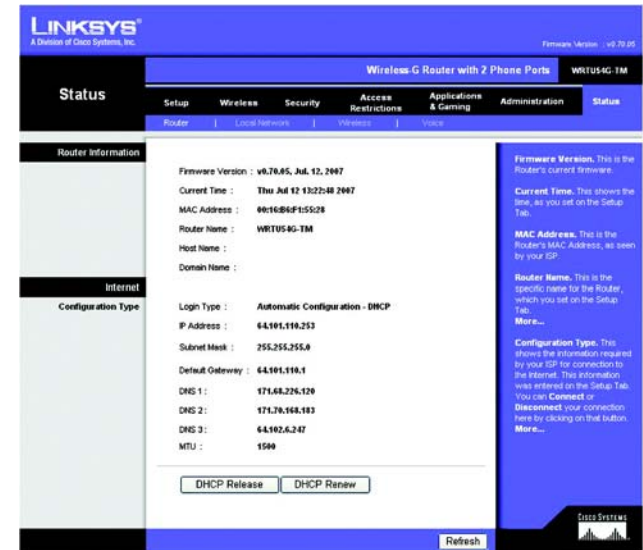 LINKSYS®
A Division of Cisco Systems, Inc.
Firmware Version : v0.70.05
Wireless-G Router with 2 Phone Ports WRTU54G-TM
Status
Setup Wireless Security Access Restrictions Applications & Gaming Administration Status
Router | Local Network | Wireless | Voice
Router Information
Firmware Version : v0.70.05, Jul. 12, 2007
Current Time : Thu Jul 12 13:22:48 2007
MAC Address : 00:16:B6:F1:55:28
Router Name : WRTU54G-TM
Host Name :
Domain Name :
Internet
Configuration Type
Login Type : Automatic Configuration - DHCP
IP Address : 64.101.110.253
Subnet Mask : 255.255.255.0
Default Gateway : 64.101.110.1
DNS 1 : 171.68.226.120
DNS 2 : 171.70.168.183
DNS 3 : 64.102.6.247
MTU : 1500
DHCP Release DHCP Renew
Firmware Version. This is the
Router's current firmware.
Current Time. This shows the
time, as you set on the Setup
Tab.
MAC Address. This is the
Router's MAC Address, as seen
by your ISP.
Router Name. This is the
specific name for the Router,
which you set on the Setup
Tab.
More...
Configuration Type. This
shows the information required
by your ISP for connection to
the Internet. This information
was entered on the Setup Tab.
You can Connect or
Disconnect your connection
here by clicking on that button.
More...
Refresh
CISCO SYSTEMS